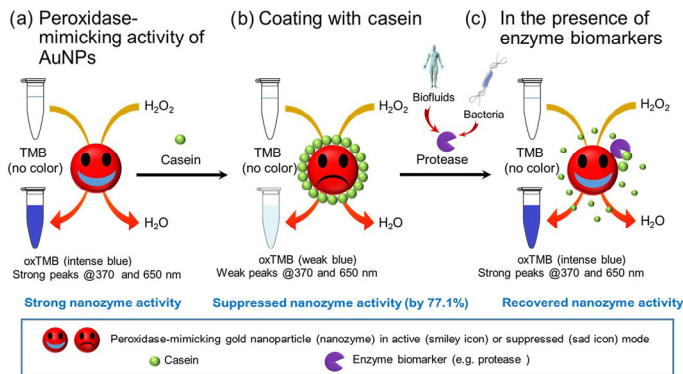 (a) Peroxidase-
mimicking activity of
AuNPs
TMB
(no color)
H₂O₂
H₂O
oxTMB (intense blue)
Strong peaks @370 and 650 nm
Strong nanozyme activity
Casein
(b) Coating with casein
TMB
(no color)
H₂O₂
H₂O
oxTMB (weak blue)
Weak peaks @370 and 650 nm
Suppressed nanozyme activity (by 77.1%)
Biofluids
Bacteria
Protease
(c) In the presence of
enzyme biomarkers
TMB
(no color)
H₂O₂
H₂O
oxTMB (intense blue)
Strong peaks @370 and 650 nm
Recovered nanozyme activity
Peroxidase-mimicking gold nanoparticle (nanozyme) in active (smiley icon) or suppressed (sad icon) mode
Casein
Enzyme biomarker (e.g. protease )